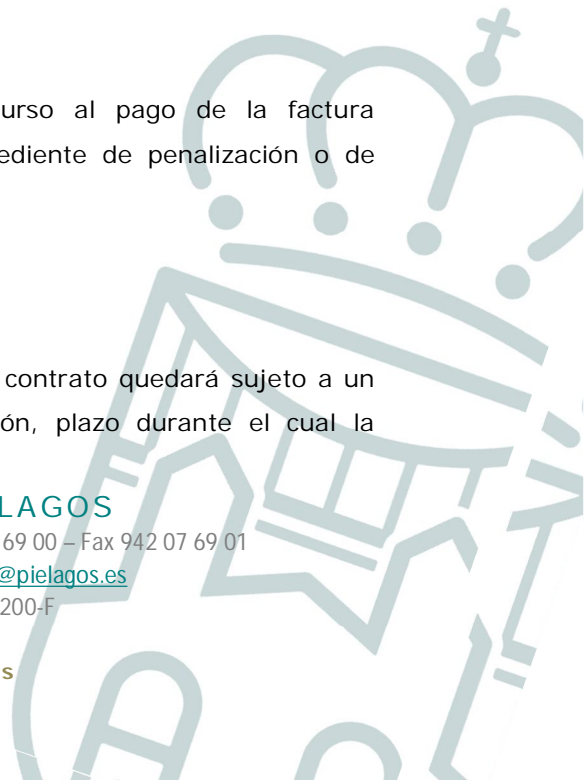 urso al pago de la factura
ediente de penalización o de
contrato quedará sujeto a un
ón, plazo durante el cual la
LAGOS
69 00 – Fax 942 07 69 01
@pielagos.es
200-F
s